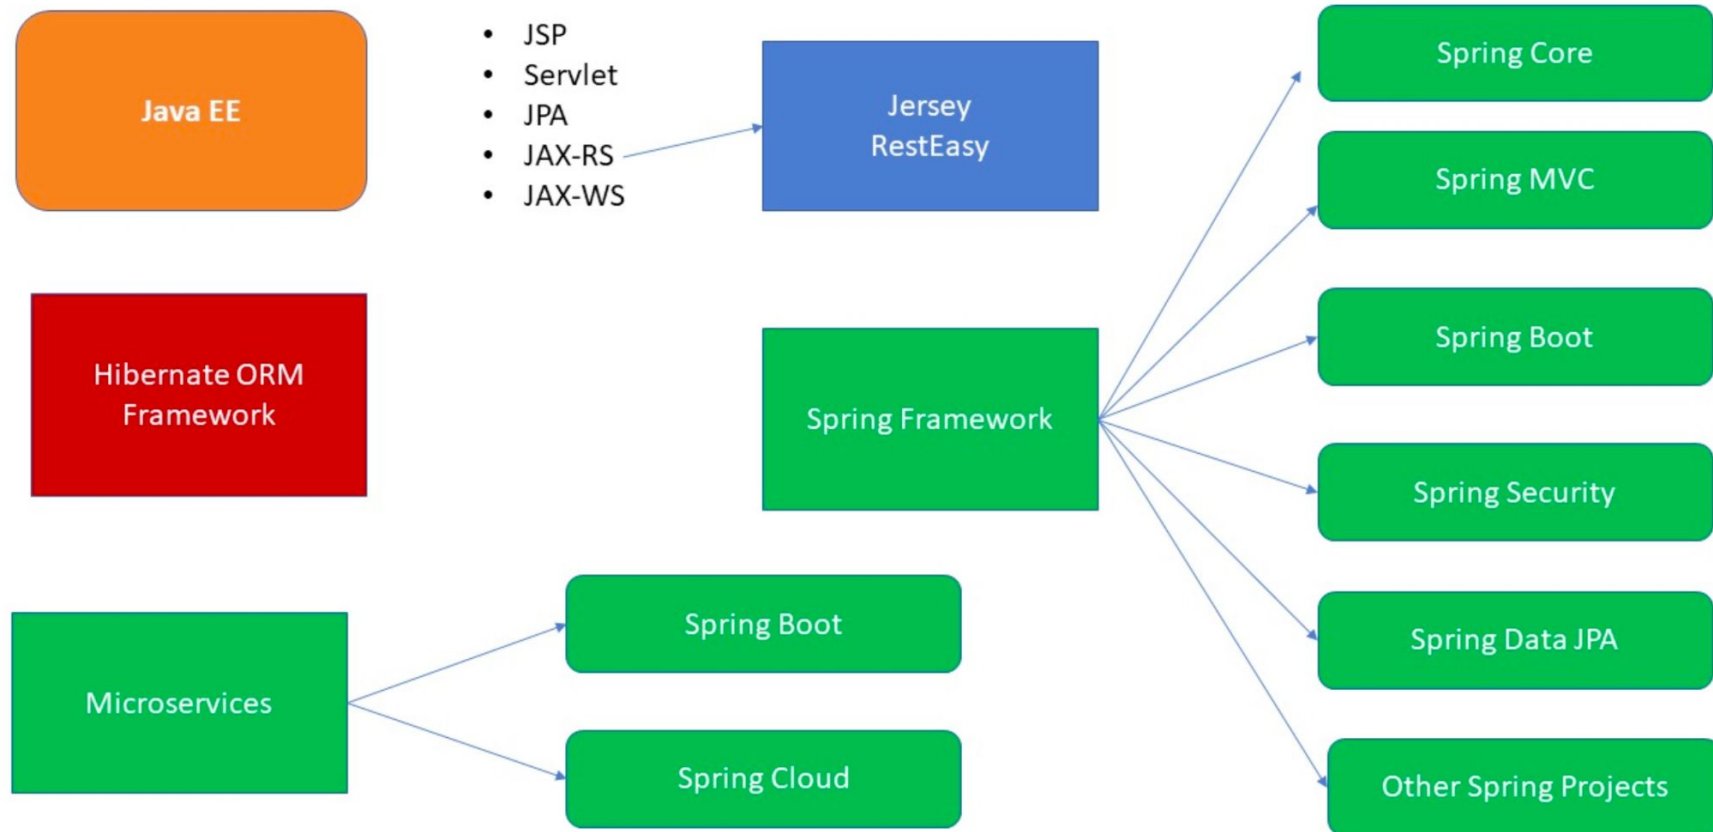 Java EE
• JSP
• Servlet
• JPA
• JAX-RS
• JAX-WS
Jersey
RestEasy
Hibernate ORM
Framework
Spring Framework
Spring Core
Spring MVC
Spring Boot
Spring Security
Spring Data JPA
Other Spring Projects
Microservices
Spring Boot
Spring Cloud